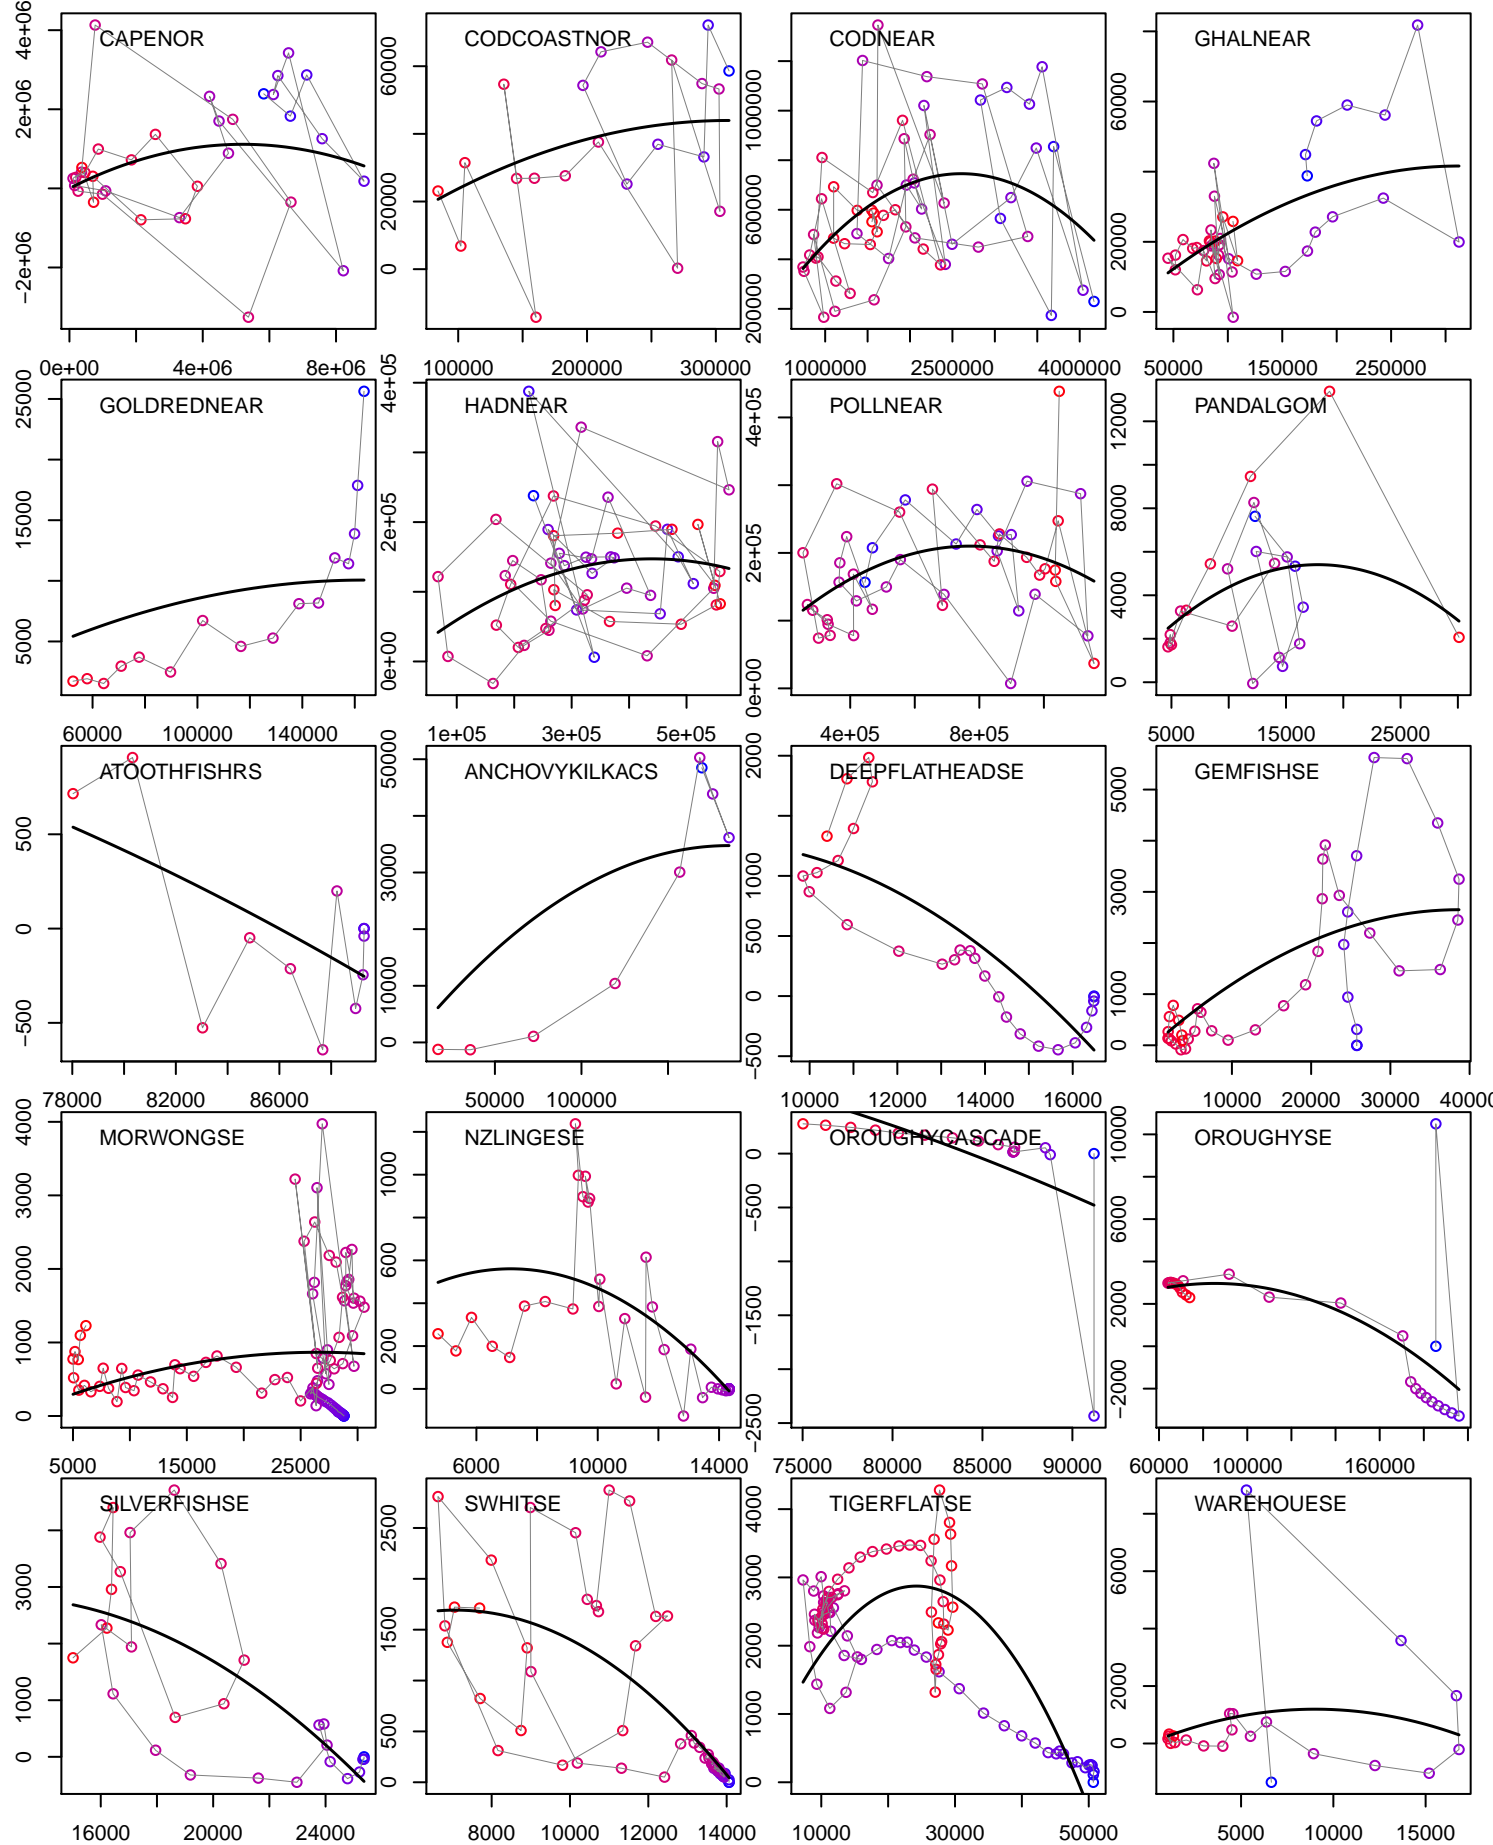 CAPENOR CODCOASTNOR CODNEAR GHALNEAR
−2e+06 2e+06 4e+06
0 20000 60000
200000 600000 1000000
0 20000 60000
0e+00 4e+06 8e+06
100000 200000 300000
1000000 2500000 4000000
50000 150000 250000
GOLDREDNEAR HADNEAR POLLNEAR PANDALGOM
5000 15000 25000
0e+00 2e+05 4e+05
0e+00 2e+05 4e+05
0 4000 8000 12000
60000 100000 140000
1e+05 3e+05 5e+05
4e+05 8e+05
5000 15000 25000
ATOOTHFISHRS ANCHOVYKILKACS DEEPFLATHEADSE GEMFISHSE
−500 0 500
0 10000 30000 50000
−500 0 500 1000 2000
0 1000 3000 5000
78000 82000 86000
50000 100000
10000 12000 14000 16000
10000 20000 30000 40000
MORWONGSE NZLINGESE OROUGHYCASCADE OROUGHYSE
0 1000 2000 3000 4000
0 200 600 1000
−2500 −1500 −500 0
−2000 2000 6000 10000
5000 15000 25000
6000 10000 14000
75000 80000 85000 90000
60000 100000 160000
SILVERFISHSE SWHITSE TIGERFLATSE WAREHOUESE
0 1000 3000
0 500 1500 2500
0 1000 2000 3000 4000
0 2000 6000
16000 20000 24000
8000 10000 12000 14000
10000 30000 50000
5000 10000 15000